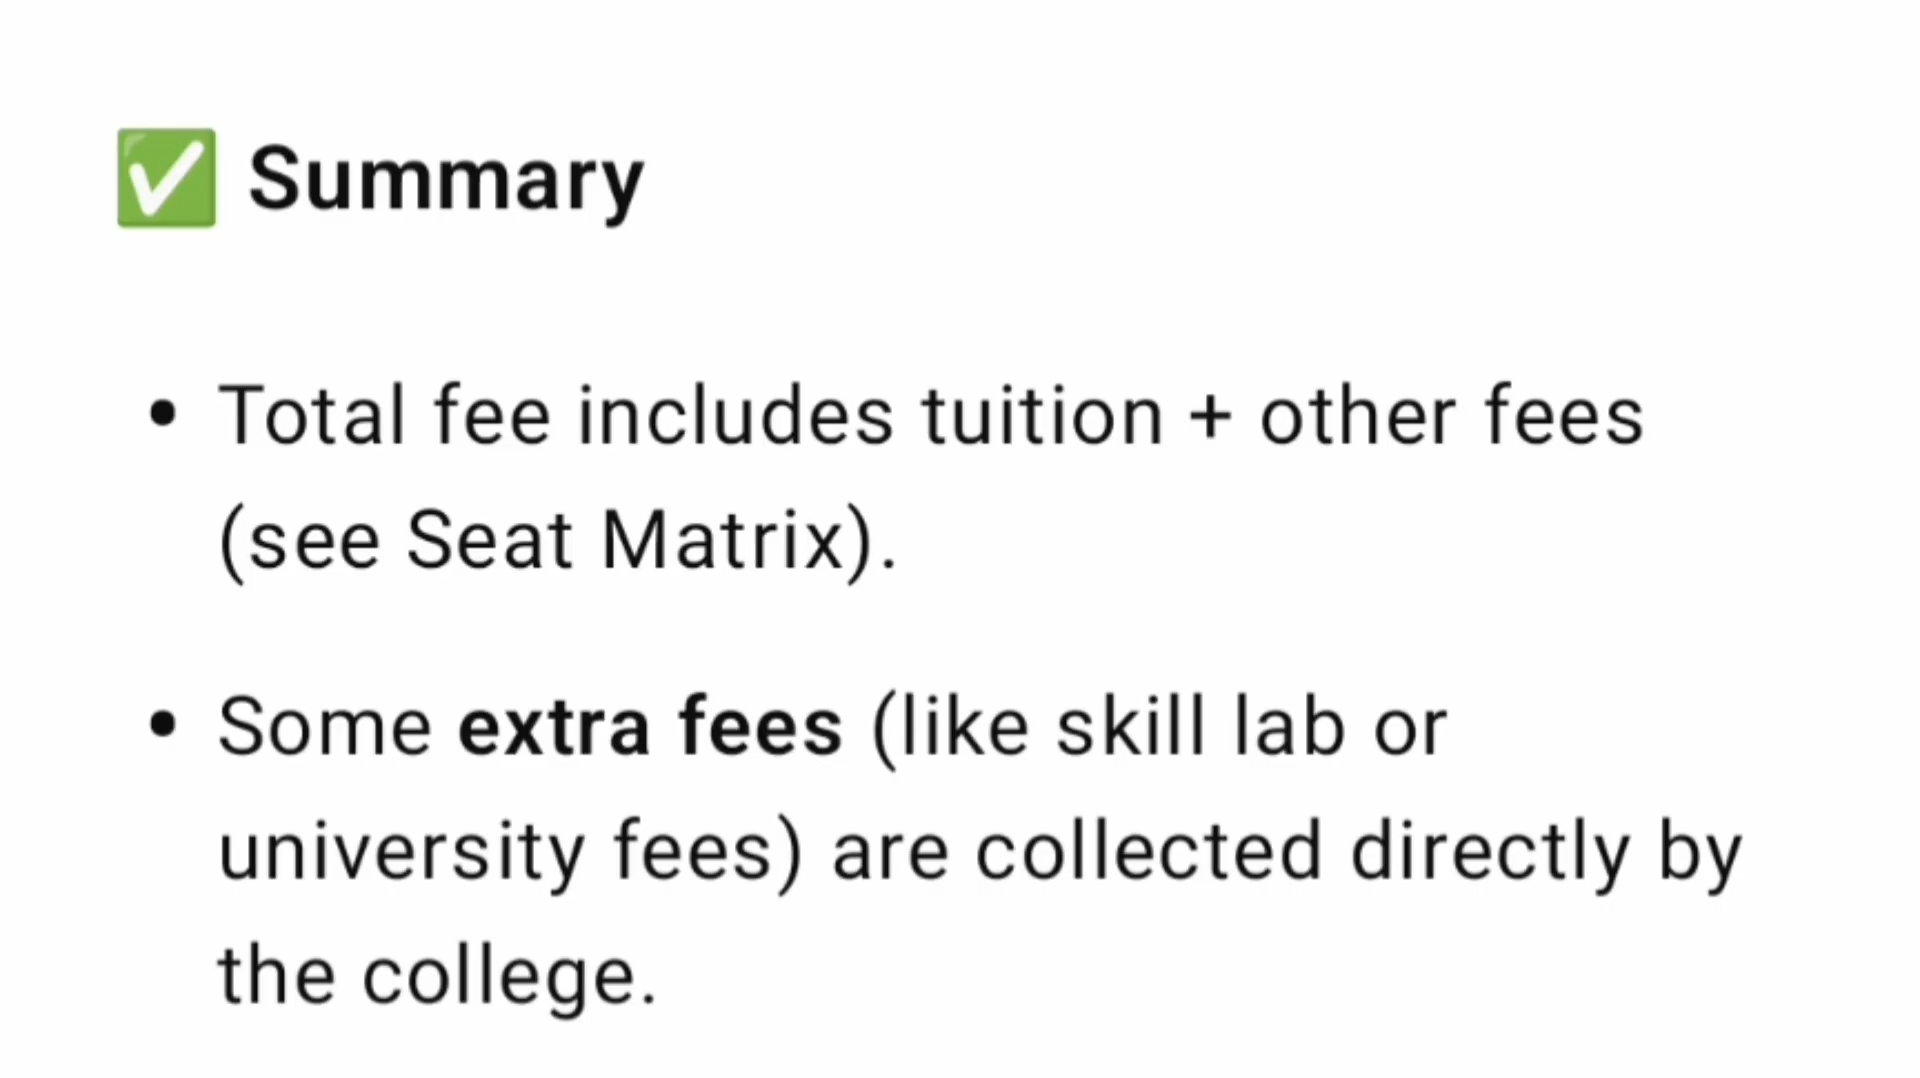 ✅ Summary
• Total fee includes tuition + other fees
(see Seat Matrix).
• Some extra fees (like skill lab or
university fees) are collected directly by
the college.